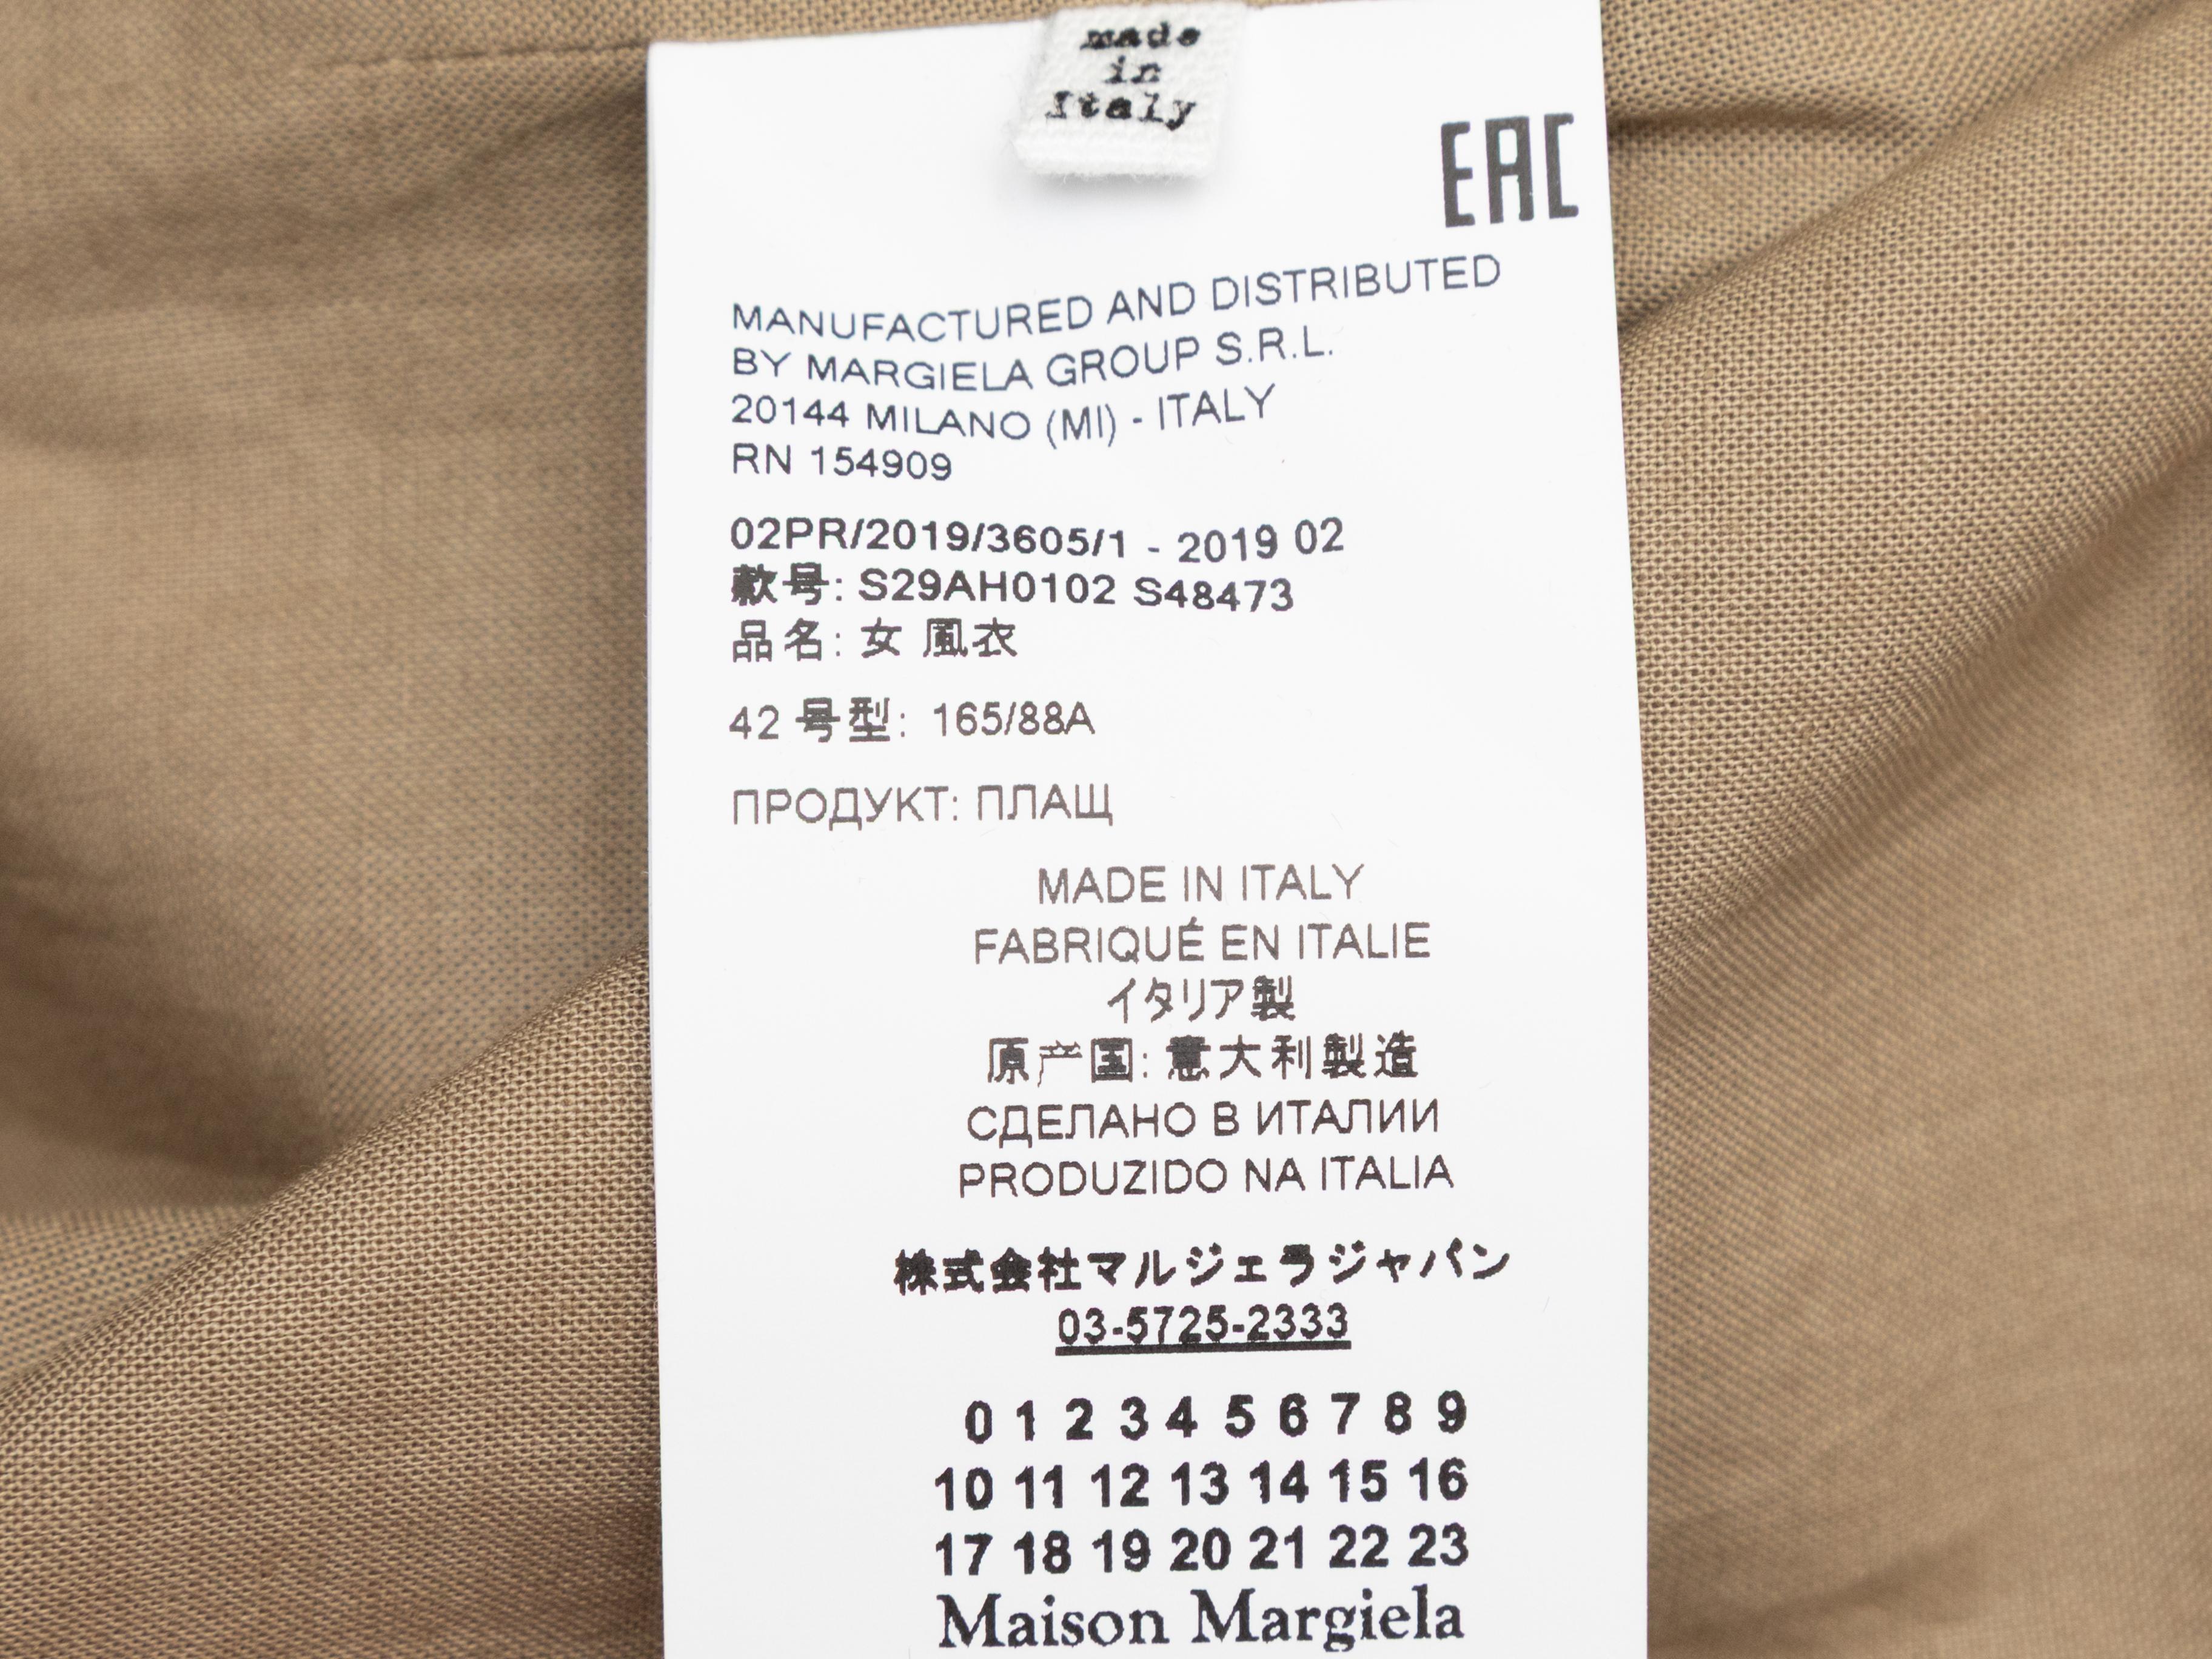 made
in
Italy
EAC
MANUFACTURED AND DISTRIBUTED
BY MARGIELA GROUP S.R.L.
20144 MILANO (MI) - ITALY
RN 154909
02PR/2019/3605/1 - 2019 02
款号: S29AH0102 S48473
品名: 女 風衣
42 号型: 165/88A
ПРОДУКТ: ПЛАЩ
MADE IN ITALY
FABRIQUÉ EN ITALIE
イタリア製
原产国: 意大利製造
СДЕЛАНО В ИТАЛИИ
PRODUZIDO NA ITALIA
株式会社マルジェラジャパン
03-5725-2333
0 1 2 3 4 5 6 7 8 9
10 11 12 13 14 15 16
17 18 19 20 21 22 23
Maison Margiela